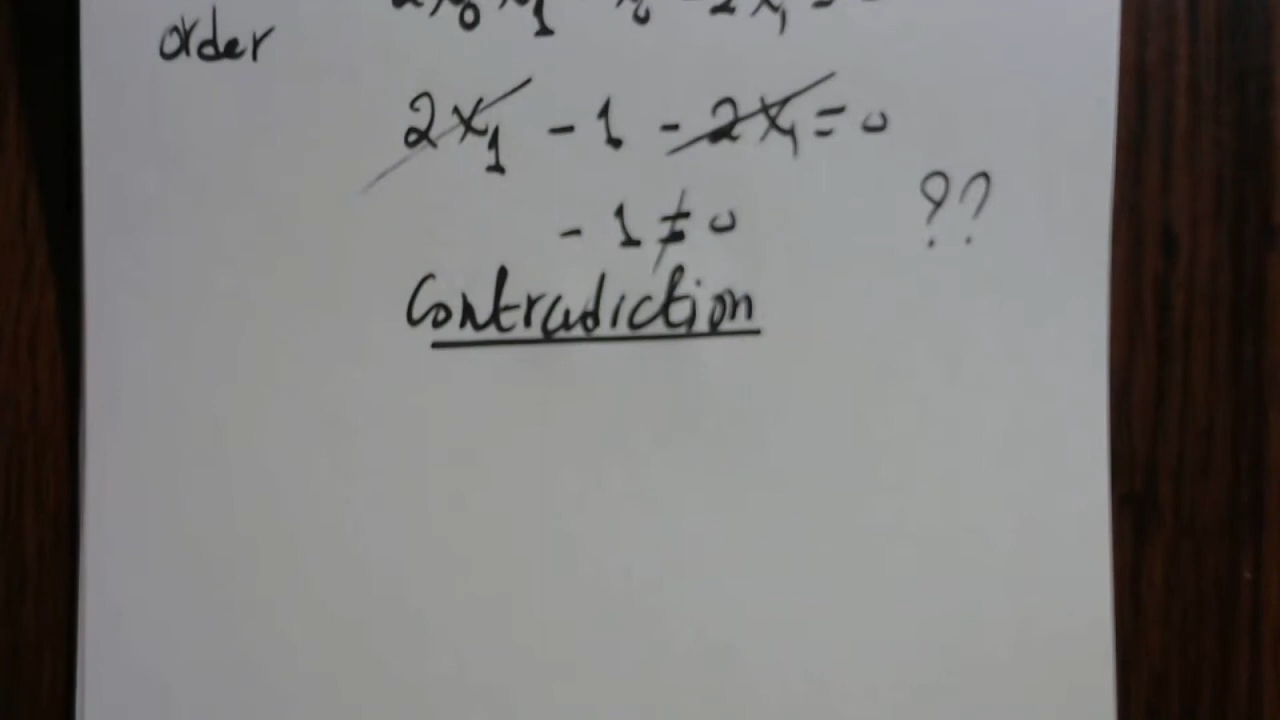 order
2x₁ - 1 - 2x₁ = 0
- 1 ≠ 0 ??
Contradiction